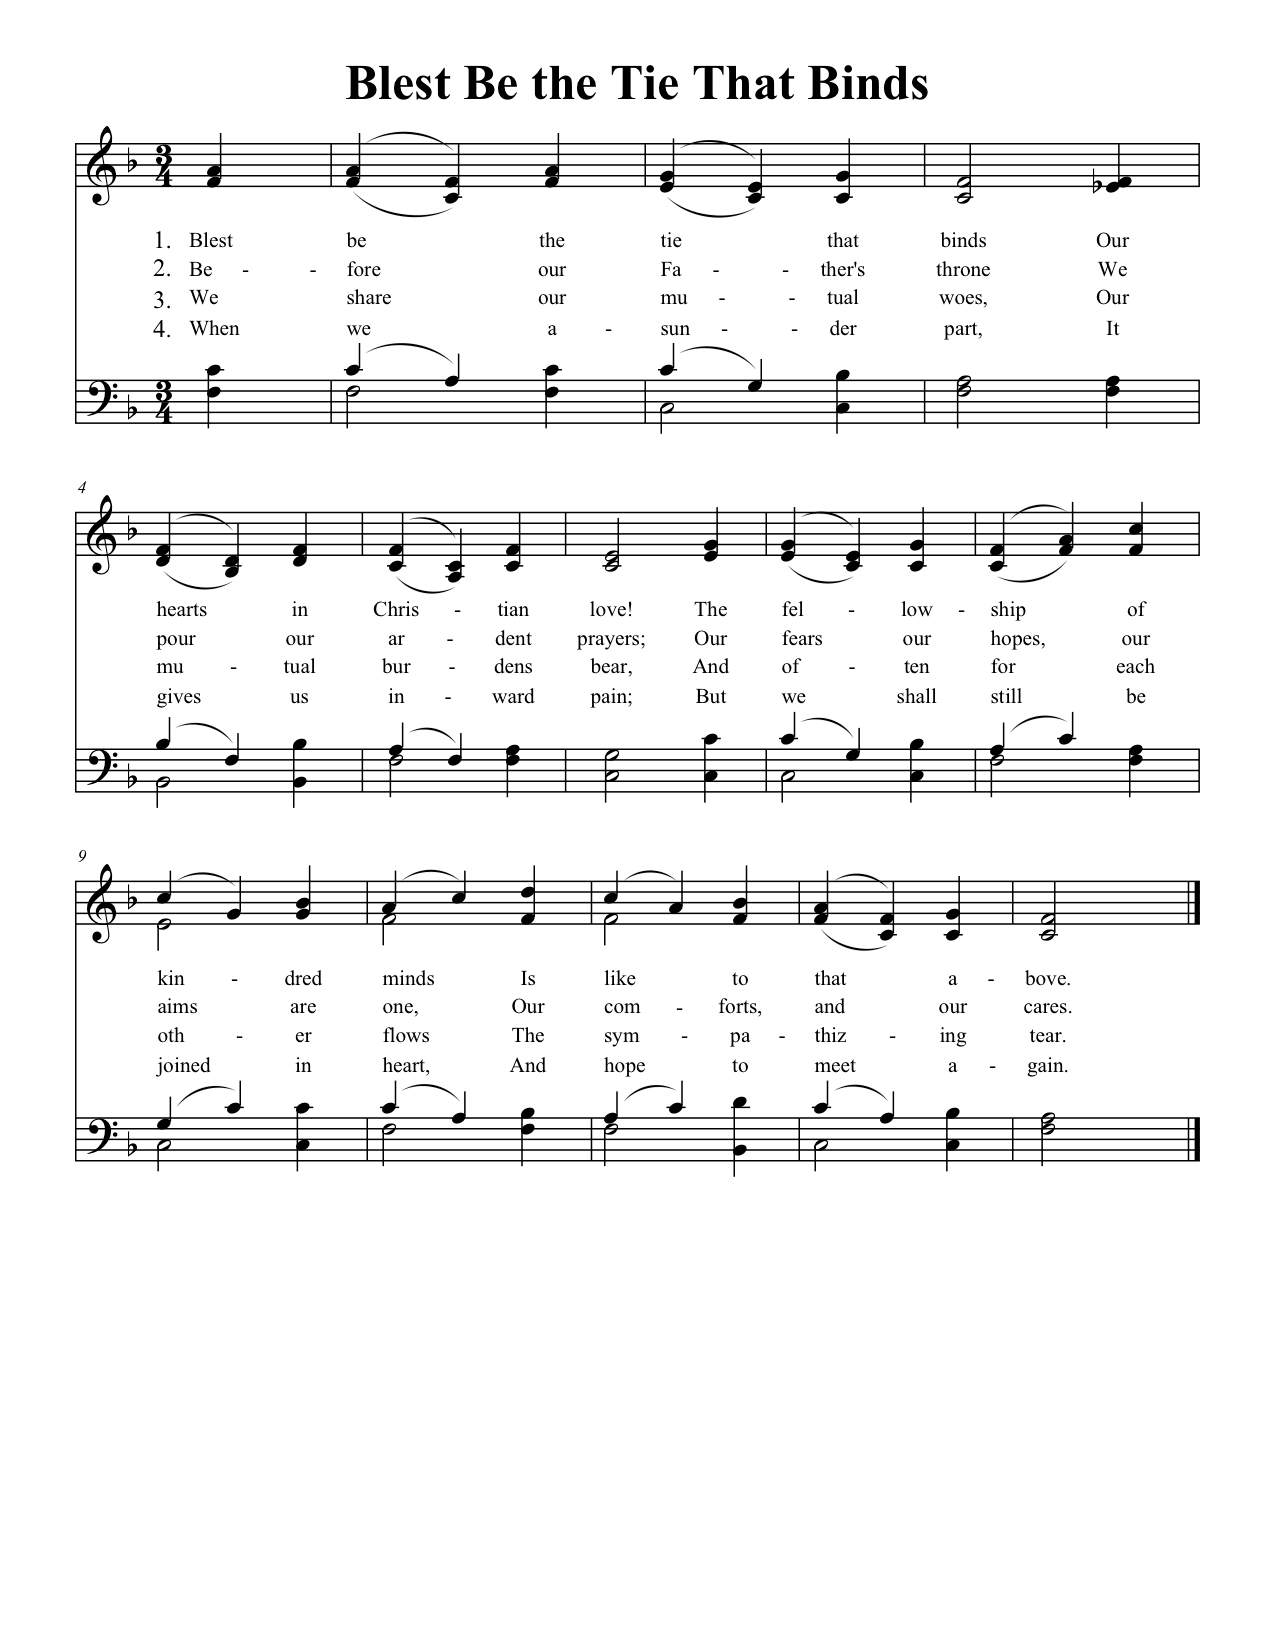 Blest Be the Tie That Binds
3
4
1. Blest be the tie that binds Our
2. Be - - fore our Fa - - ther's throne We
3. We share our mu - - tual woes, Our
4. When we a - sun - - der part, It
3
4
4
hearts in Chris - tian love! The fel - low - ship of
pour our ar - dent prayers; Our fears our hopes, our
mu - tual bur - dens bear, And of - ten for each
gives us in - ward pain; But we shall still be
9
kin - dred minds Is like to that a - bove.
aims are one, Our com - forts, and our cares.
oth - er flows The sym - pa - thiz - ing tear.
joined in heart, And hope to meet a - gain.